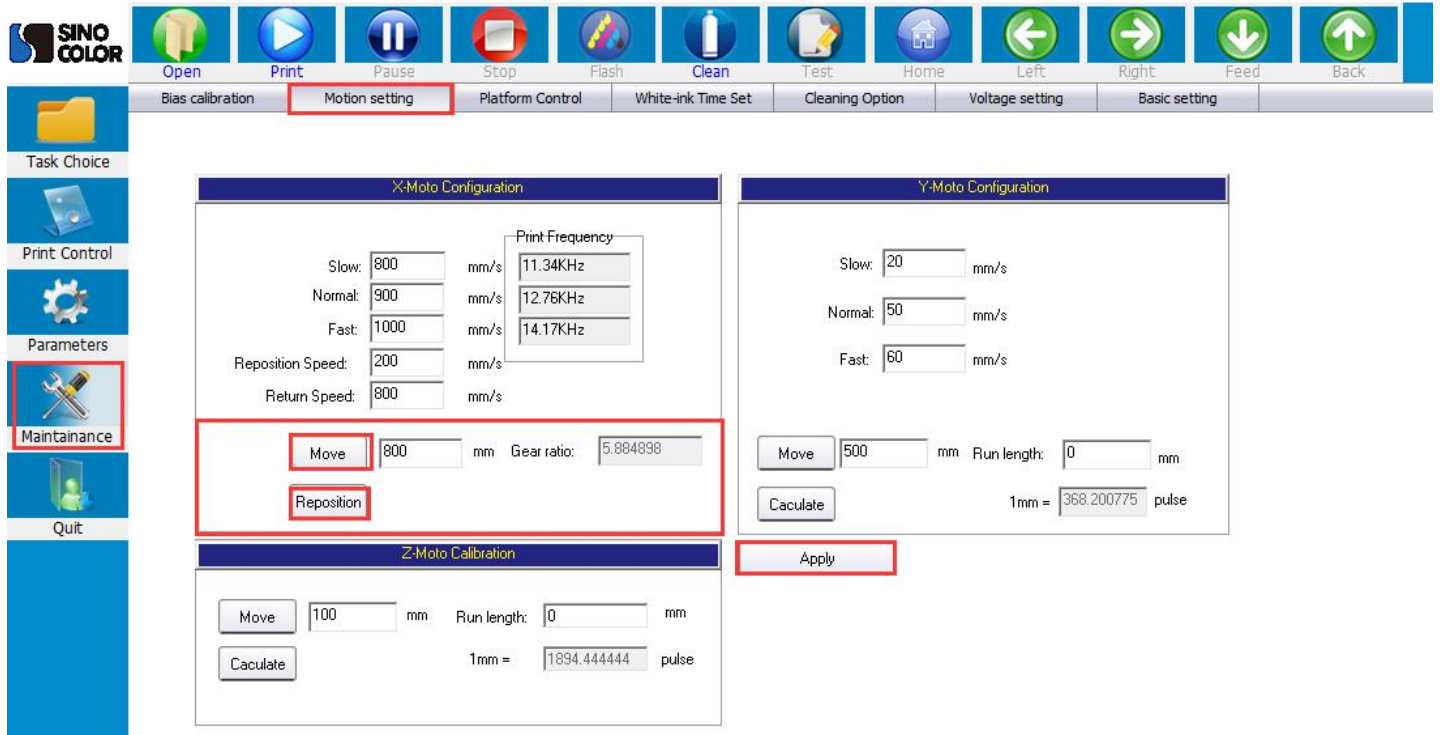 SINO
COLOR
Open Print Pause Stop Flash Clean Test Home Left Right Feed Back
Bias calibration Motion setting Platform Control White-ink Time Set Cleaning Option Voltage setting Basic setting
Task Choice
Print Control
Parameters
Maintainance
Quit
X-Moto Configuration
Print Frequency
Slow: 800 mm/s 11.34KHz
Normal: 900 mm/s 12.76KHz
Fast: 1000 mm/s 14.17KHz
Reposition Speed: 200 mm/s
Return Speed: 800 mm/s
Move 800 mm Gear ratio: 5.884898
Reposition
Y-Moto Configuration
Slow: 20 mm/s
Normal: 50 mm/s
Fast: 60 mm/s
Move 500 mm Run length: 0 mm
Caculate 1mm = 368.200775 pulse
Z-Moto Calibration
Move 100 mm Run length: 0 mm
Caculate 1mm = 1894.444444 pulse
Apply